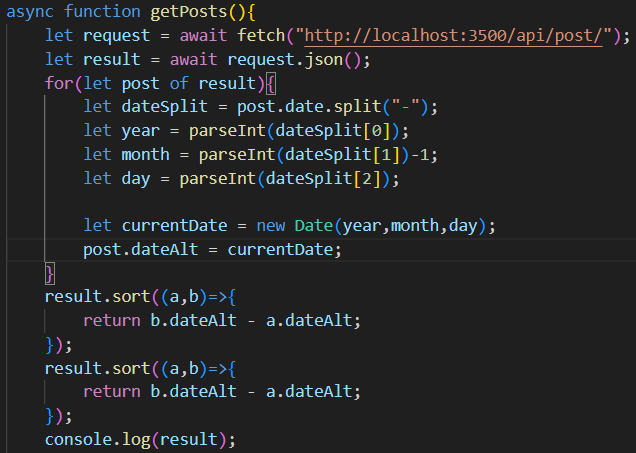 async function getPosts(){
    let request = await fetch("http://localhost:3500/api/post/");
    let result = await request.json();
    for(let post of result){
        let dateSplit = post.date.split("-");
        let year = parseInt(dateSplit[0]);
        let month = parseInt(dateSplit[1])-1;
        let day = parseInt(dateSplit[2]);

        let currentDate = new Date(year,month,day);
        post.dateAlt = currentDate;
    }
    result.sort((a,b)=>{
        return b.dateAlt - a.dateAlt;
    });
    result.sort((a,b)=>{
        return b.dateAlt - a.dateAlt;
    });
    console.log(result);